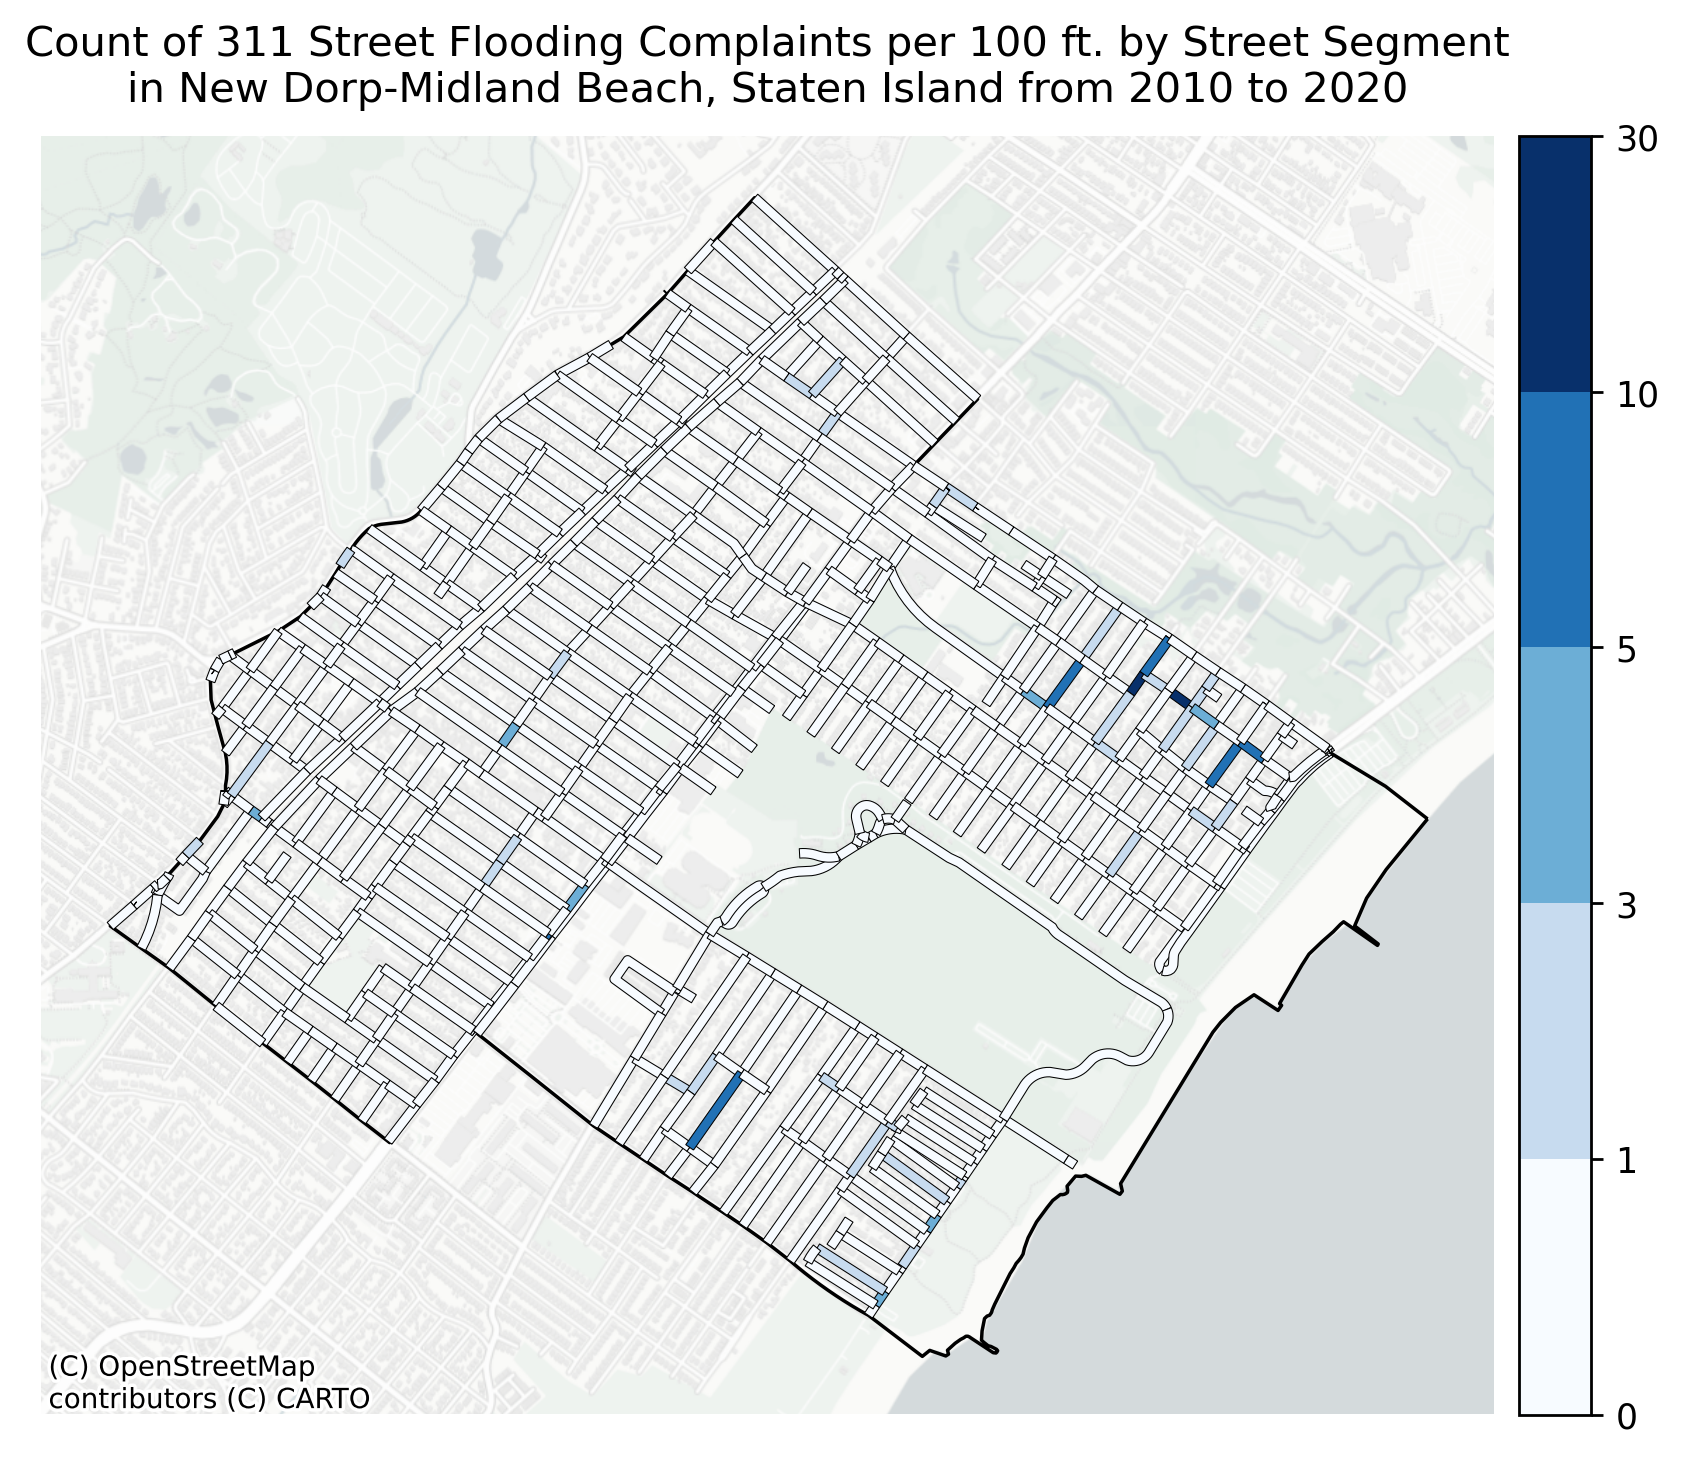 Count of 311 Street Flooding Complaints per 100 ft. by Street Segment
in New Dorp-Midland Beach, Staten Island from 2010 to 2020
30
10
5
3
1
0
(C) OpenStreetMap
contributors (C) CARTO